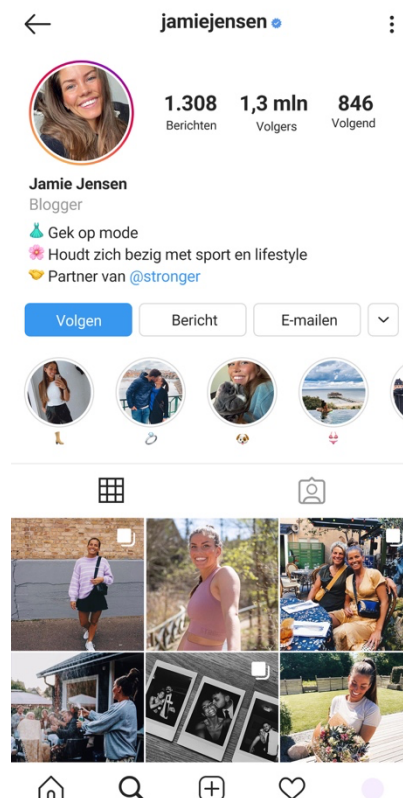 jamiejensen
1.308 1,3 mln 846
Berichten Volgers Volgend
Jamie Jensen
Blogger
Gek op mode
Houdt zich bezig met sport en lifestyle
Partner van @stronger
Volgen Bericht E-mailen